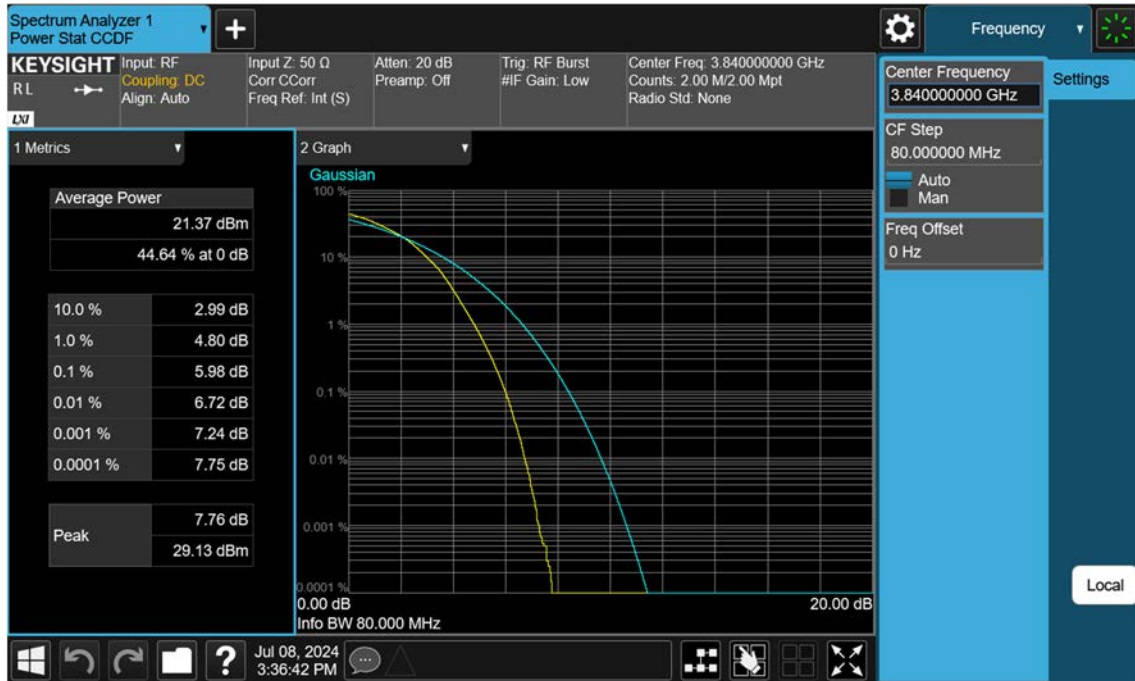 Spectrum Analyzer 1
Power Stat CCDF
Frequency
KEYSIGHT
RL
LXI
Input: RF
Coupling: DC
Align: Auto
Input Z: 50 Ω
Corr CCorr
Freq Ref: Int (S)
Atten: 20 dB
Preamp: Off
Trig: RF Burst
#IF Gain: Low
Center Freq: 3.840000000 GHz
Counts: 2.00 M/2.00 Mpt
Radio Std: None
Center Frequency
3.840000000 GHz
Settings
CF Step
80.000000 MHz
Auto
Man
Freq Offset
0 Hz
Local
1 Metrics
Average Power
21.37 dBm
44.64 % at 0 dB
10.0 % 2.99 dB
1.0 % 4.80 dB
0.1 % 5.98 dB
0.01 % 6.72 dB
0.001 % 7.24 dB
0.0001 % 7.75 dB
Peak
7.76 dB
29.13 dBm
2 Graph
Gaussian
100 %
10 %
1 %
0.1 %
0.01 %
0.001 %
0.0001 %
0.00 dB
20.00 dB
Info BW 80.000 MHz
?
Jul 08, 2024
3:36:42 PM